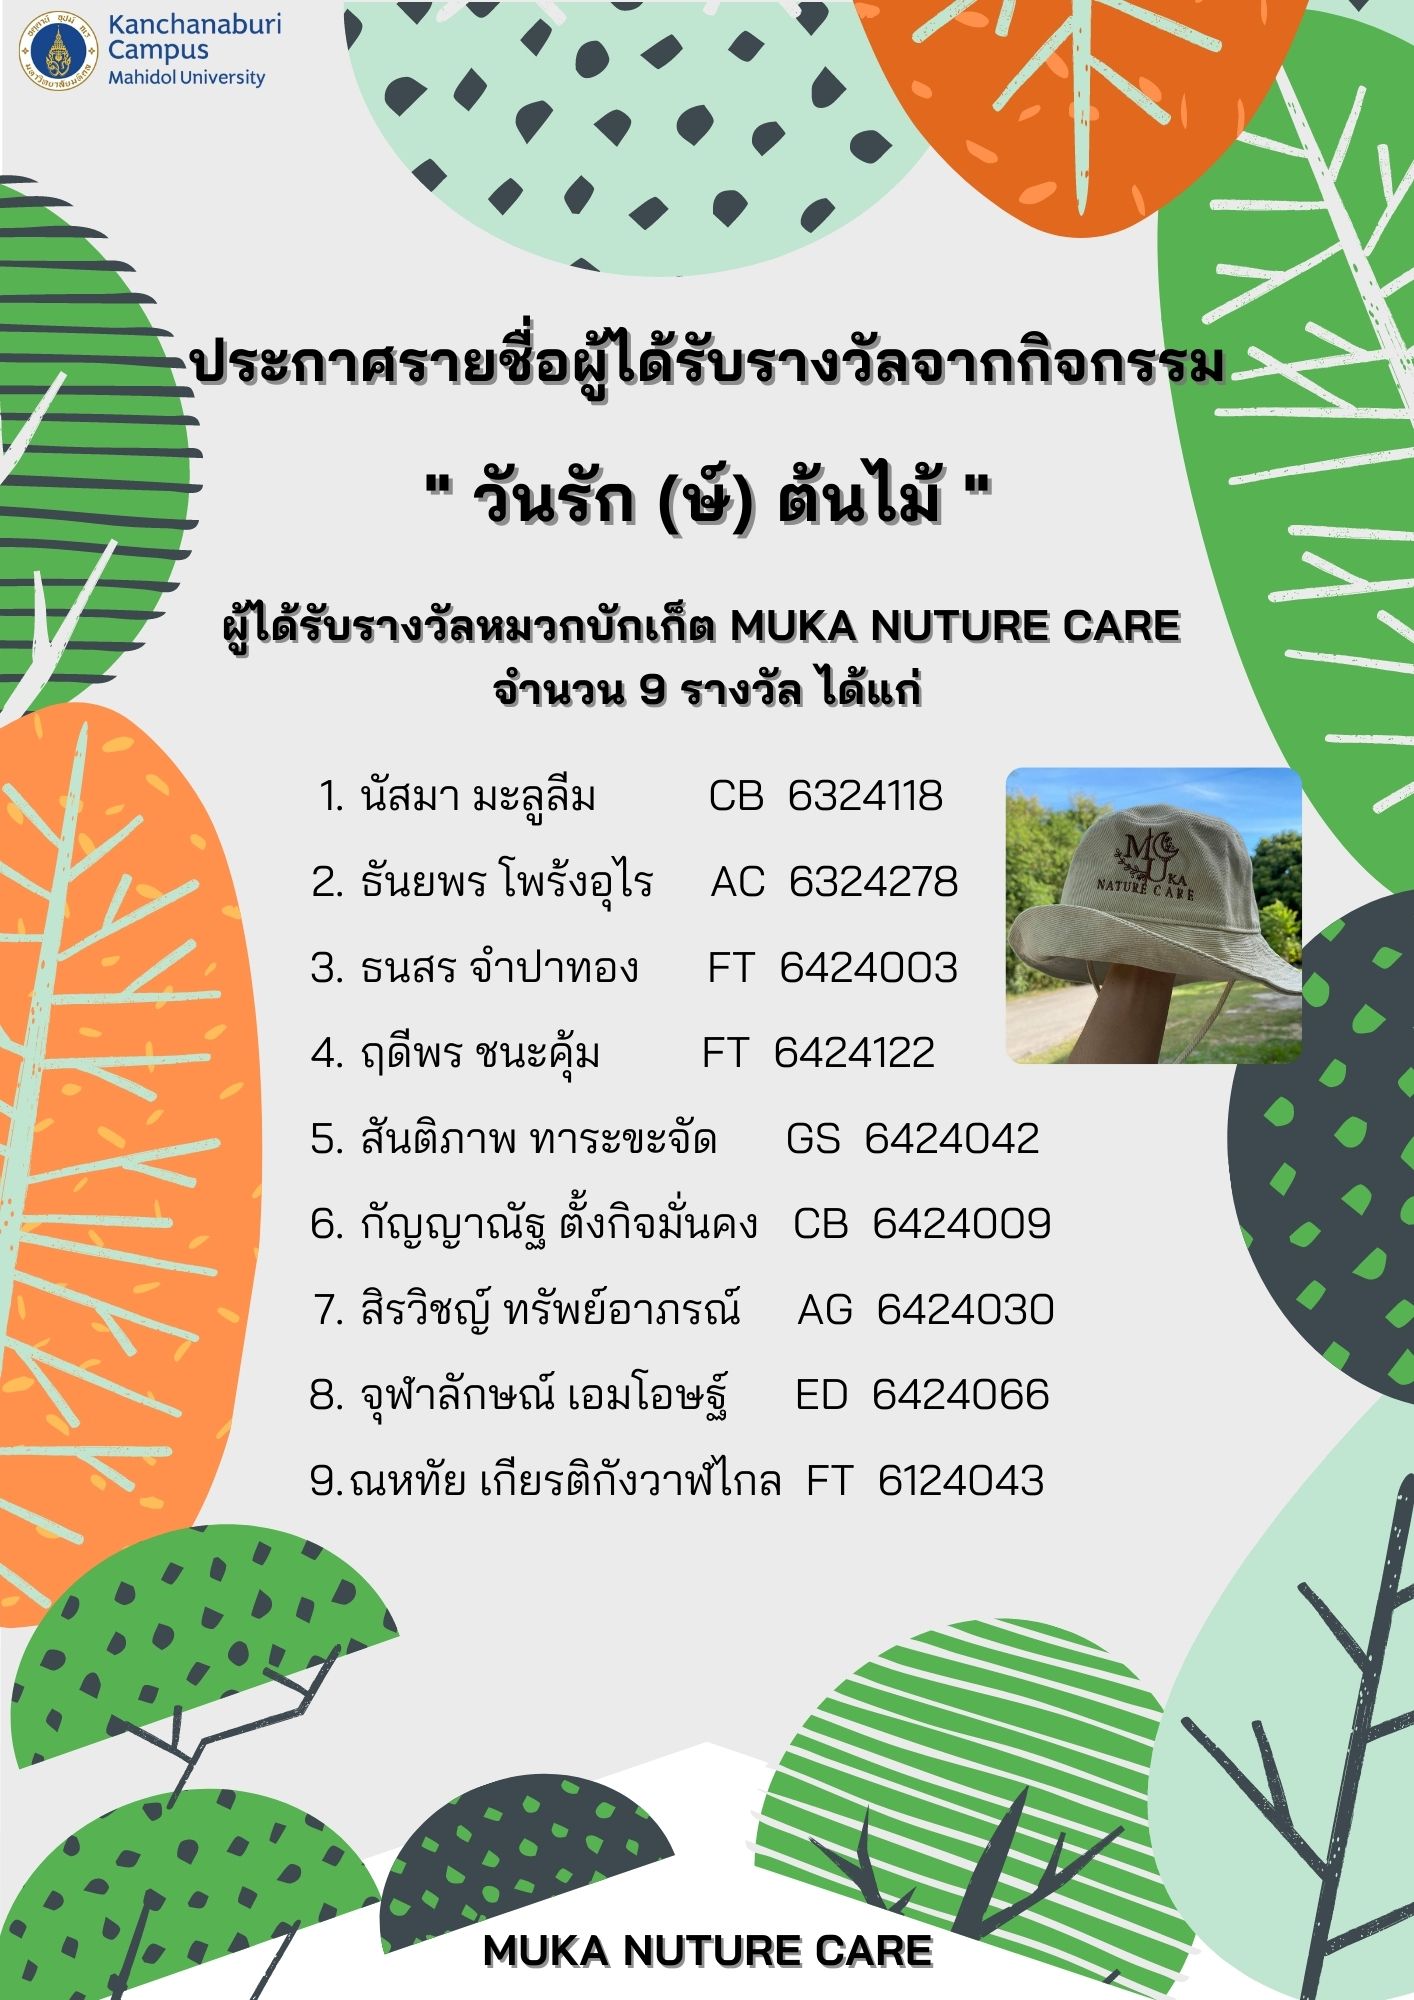 Kanchanaburi
Campus
Mahidol University
ประกาศรายชื่อผู้ได้รับรางวัลจากกิจกรรม
" วันรัก (ษ์) ต้นไม้ "
ผู้ได้รับรางวัลหมวกบักเก็ต MUKA NUTURE CARE
จำนวน 9 รางวัล ได้แก่
1. นัสมา มะลูลีม CB 6324118
2. ธันยพร โพร้งอุไร AC 6324278
3. ธนสร จำปาทอง FT 6424003
4. ฤดีพร ชนะคุ้ม FT 6424122
5. สันติภาพ ทาระขะจัด GS 6424042
6. กัญญาณัฐ ตั้งกิจมั่นคง CB 6424009
7. สิรวิชญ์ ทรัพย์อาภรณ์ AG 6424030
8. จุฬาลักษณ์ เอมโอษฐ์ ED 6424066
9. ณหทัย เกียรติกังวาฬไกล FT 6124043
MUKA
NATURE CARE
MUKA NUTURE CARE